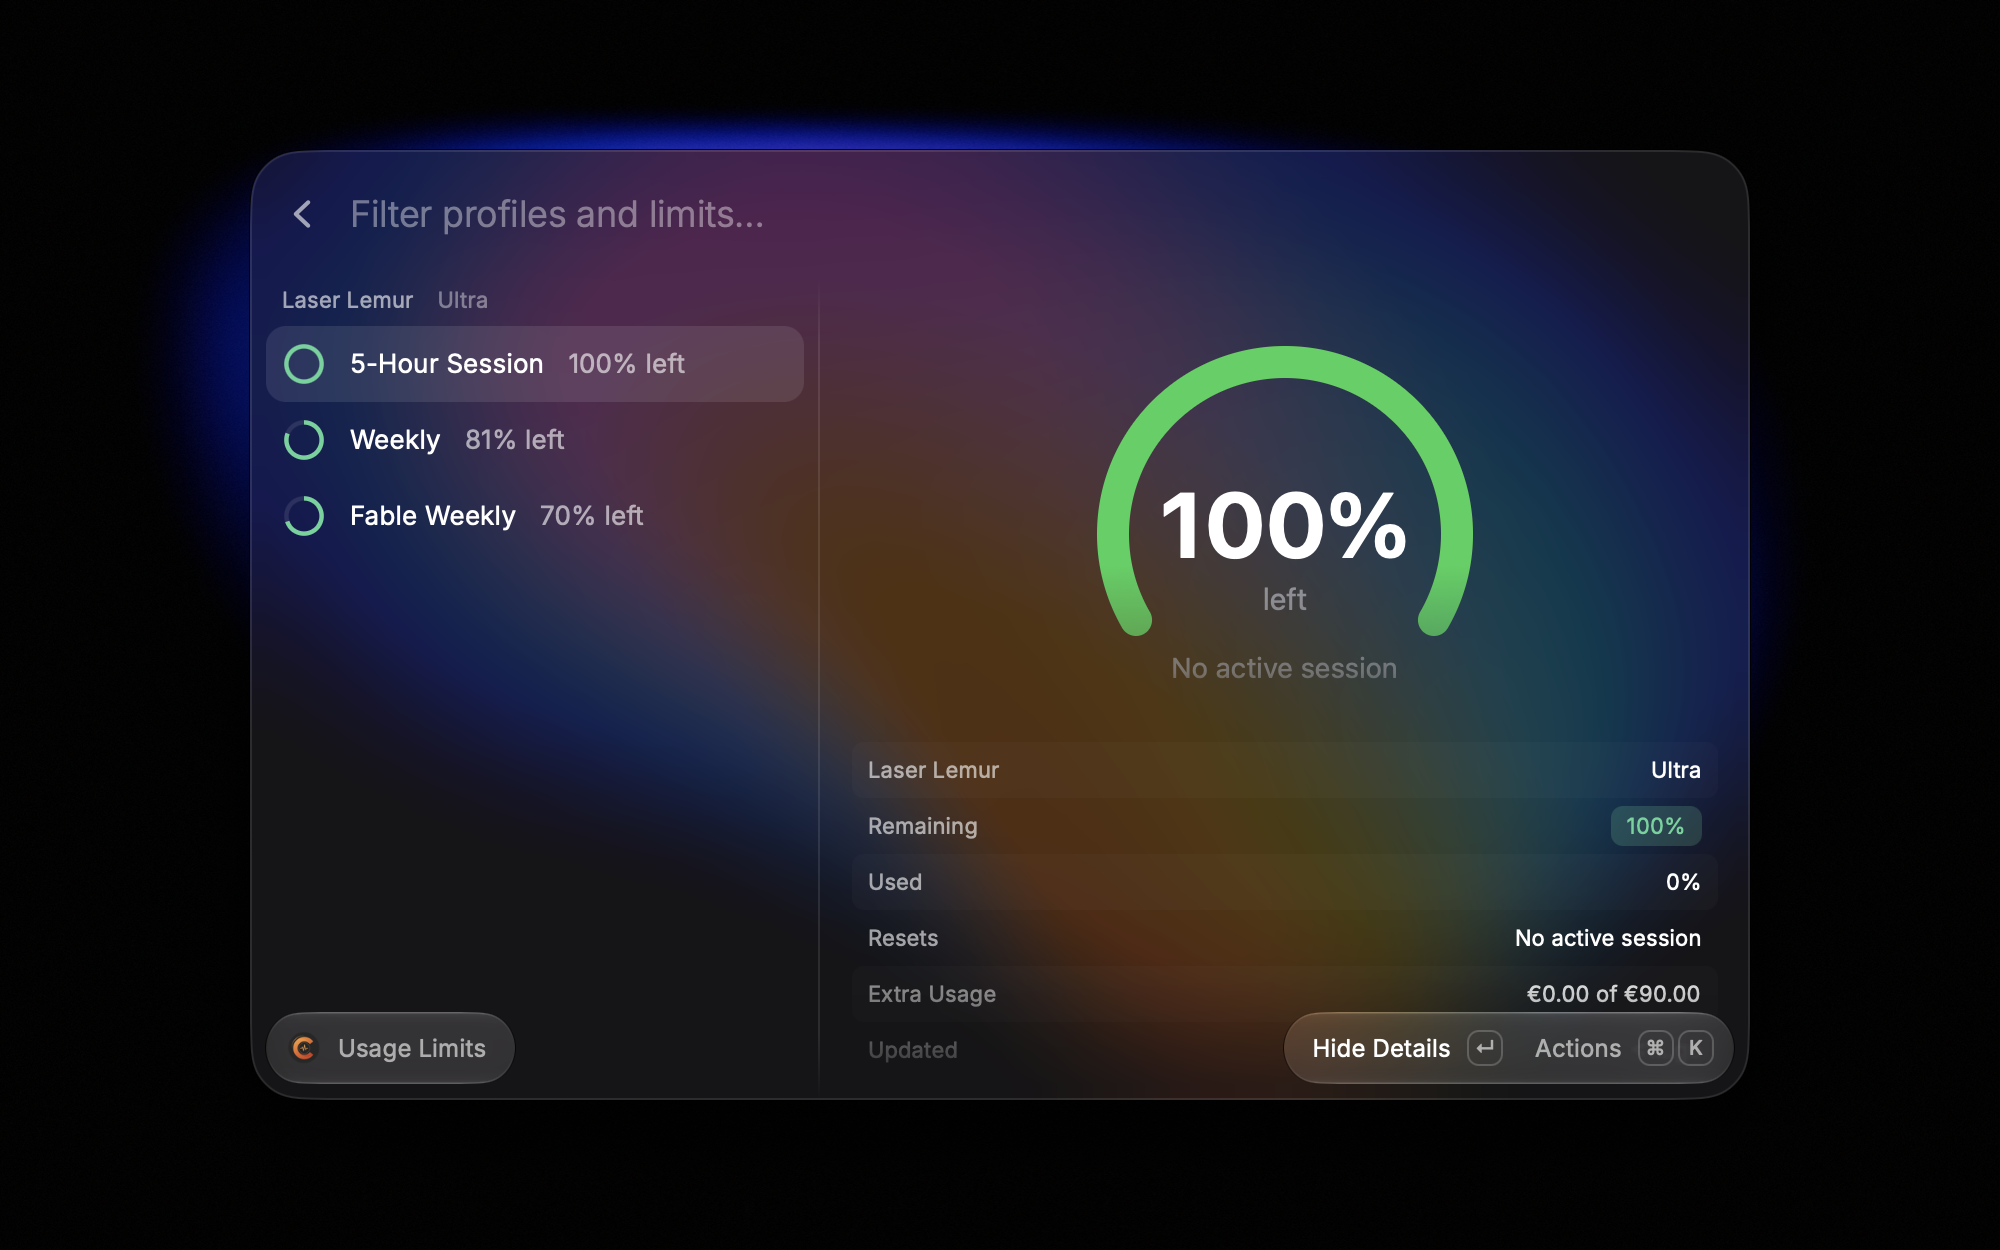 Filter profiles and limits...
Laser Lemur Ultra
5-Hour Session 100% left
Weekly 81% left
Fable Weekly 70% left
100%
left
No active session
Laser Lemur Ultra
Remaining 100%
Used 0%
Resets No active session
Extra Usage €0.00 of €90.00
Updated
Usage Limits
Hide Details ↵ Actions ⌘ K